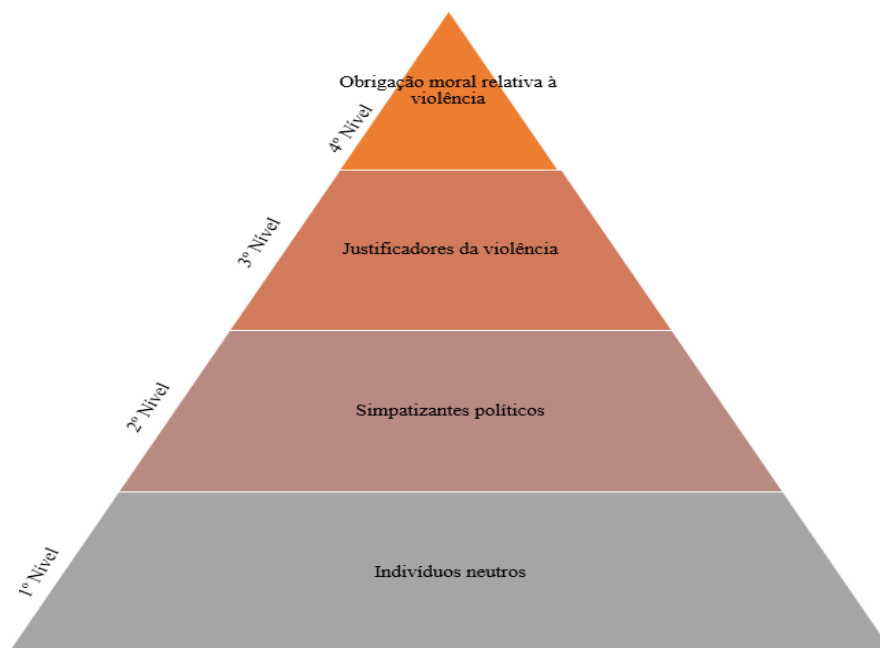 Obrigação moral relativa à
violência
4º Nível
Justificadores da violência
3º Nível
Simpatizantes políticos
2º Nível
Indivíduos neutros
1º Nível